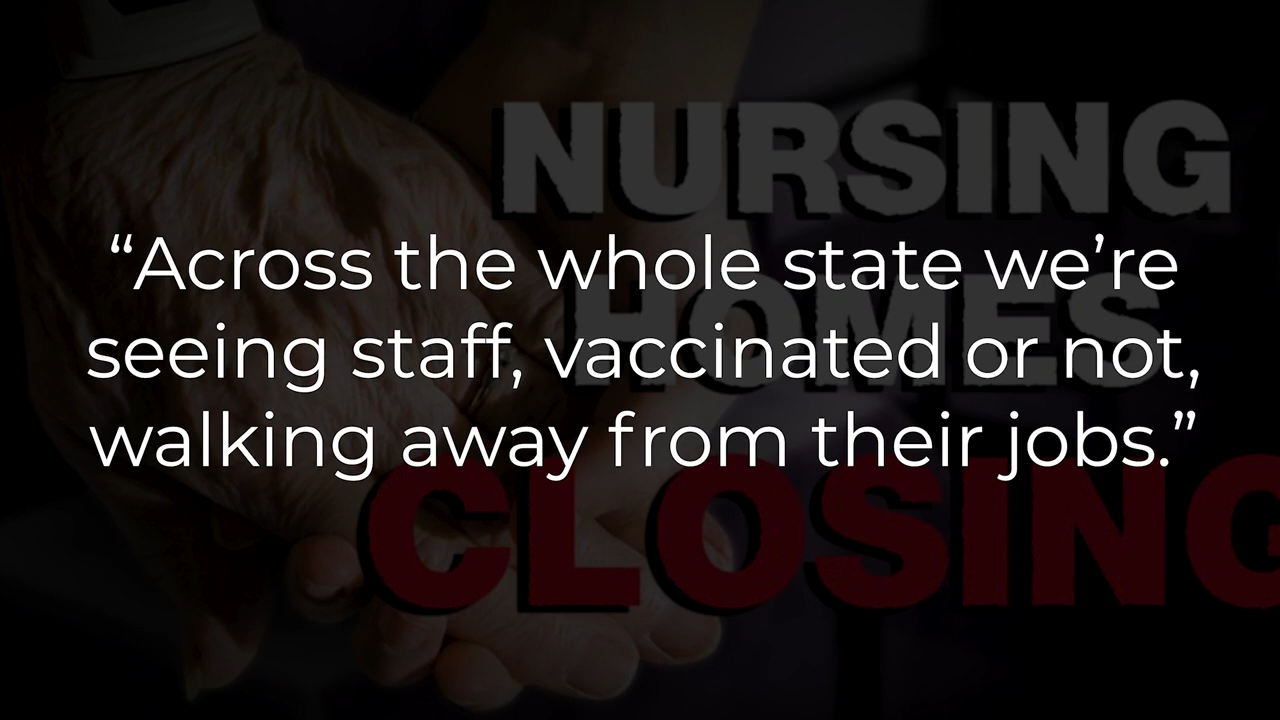 NURSING
“Across the whole state we’re
HOMES
seeing staff, vaccinated or not,
walking away from their jobs.”
CLOSING